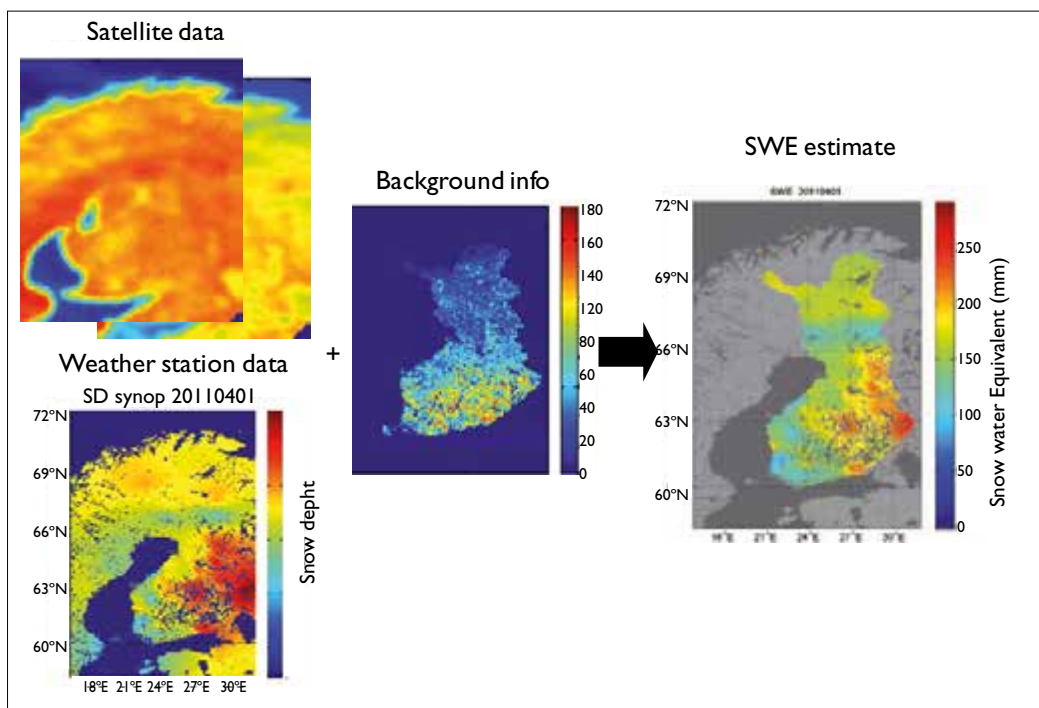 Satellite data
Background info
180
160
140
120
100
80
60
40
20
0
+
Weather station data
SD synop 20110401
72°N
69°N
66°N
63°N
60°N
18°E 21°E 24°E 27°E 30°E
Snow depht
SWE estimate
72°N
69°N
66°N
63°N
60°N
18°E 21°E 24°E 27°E 30°E
250
200
150
100
50
0
Snow water Equivalent (mm)